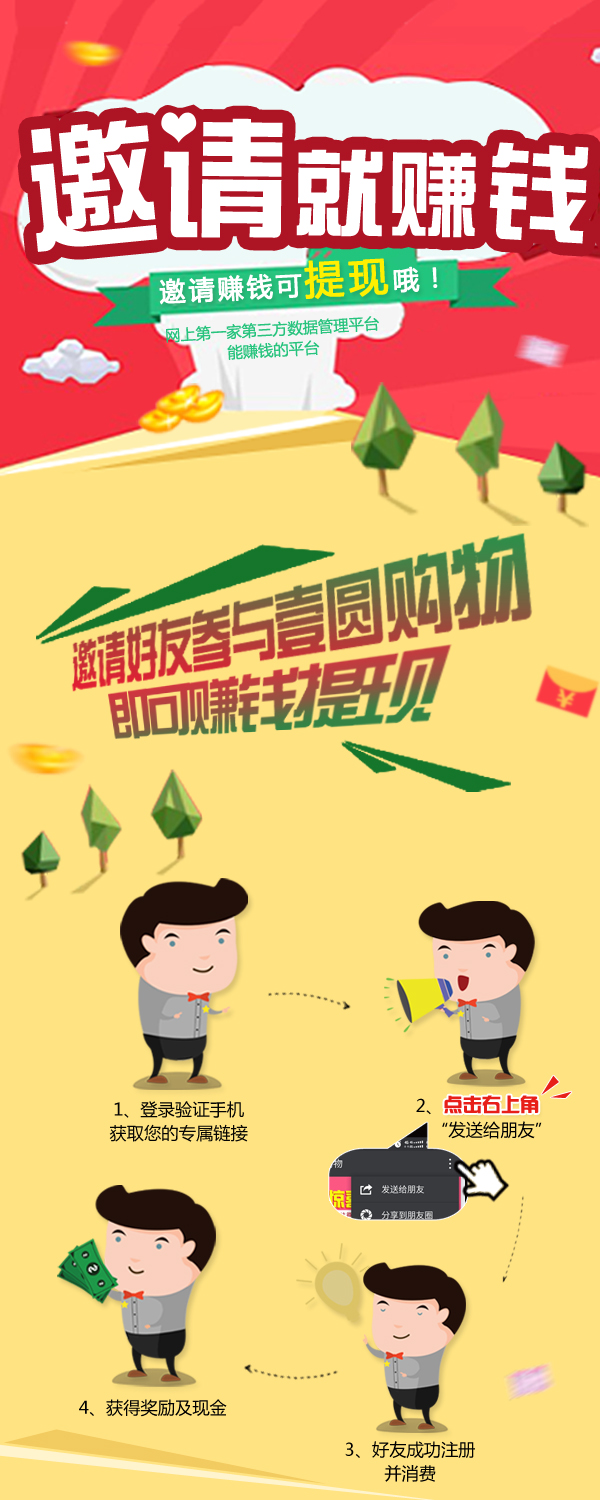 邀请就赚钱
邀请赚钱可提现哦！
网上第一家第三方数据管理平台
能赚钱的平台
邀请好友参与壹圆购物
即可现赚钱提现
1、登录验证手机
获取您的专属链接
2、点击右上角
“发送给朋友”
物
发送给朋友
惊喜
分享到朋友圈
4、获得奖励及现金
3、好友成功注册
并消费